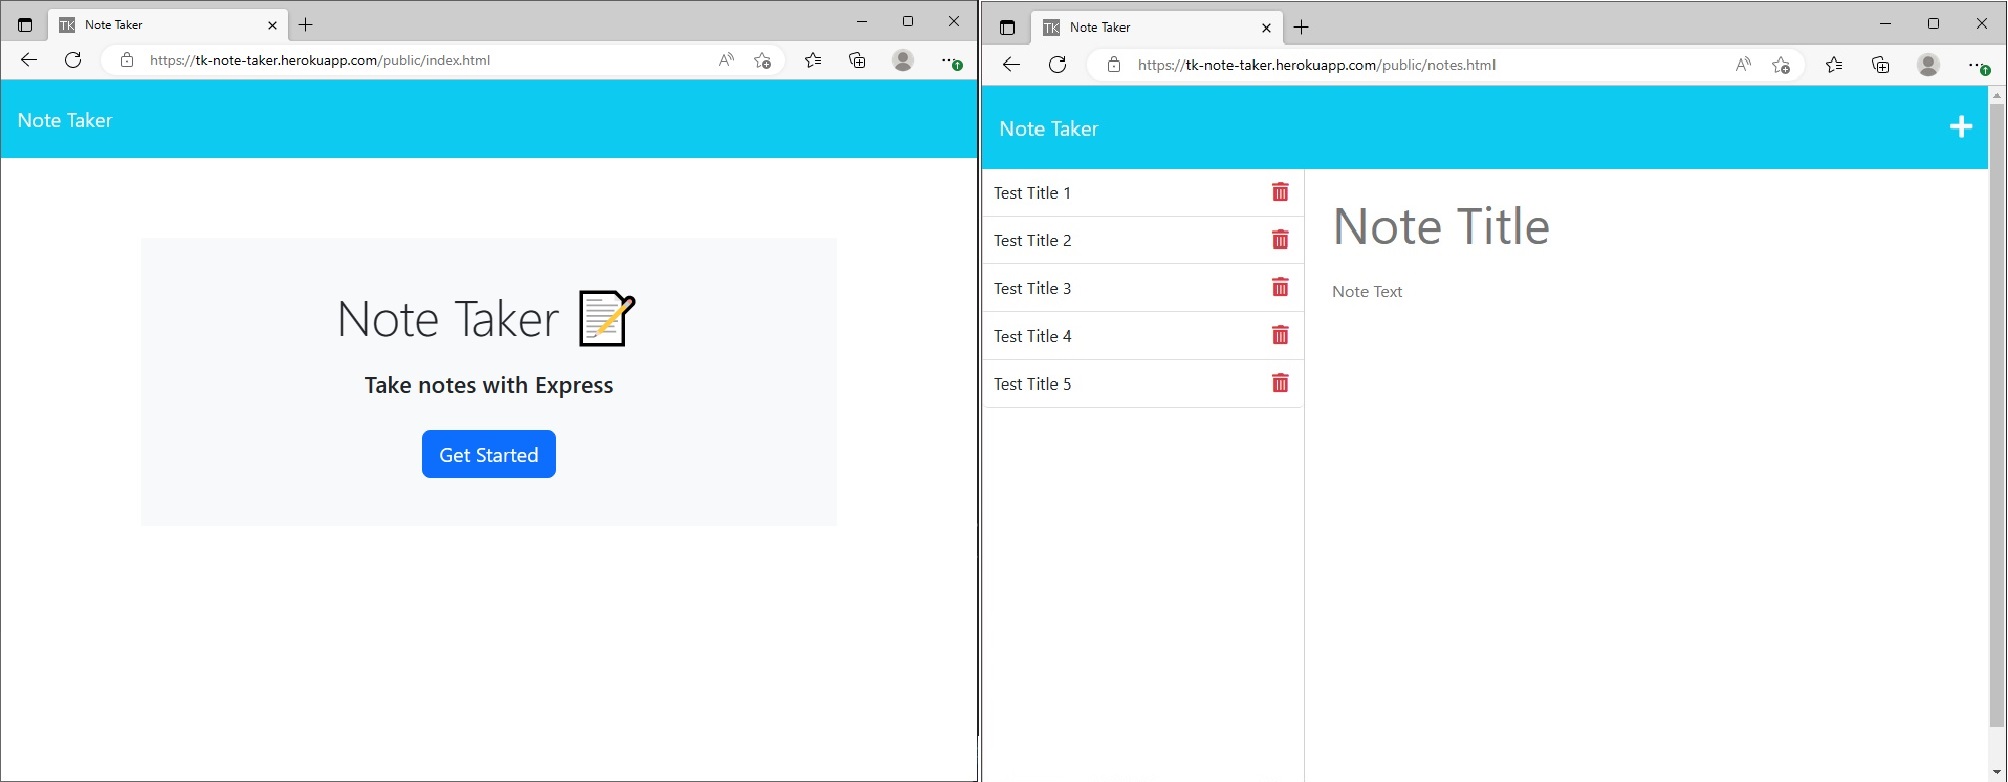 TK Note Taker
https://tk-note-taker.herokuapp.com/public/index.html
Note Taker
Note Taker
Take notes with Express
Get Started
TK Note Taker
https://tk-note-taker.herokuapp.com/public/notes.html
Note Taker
Test Title 1
Test Title 2
Test Title 3
Test Title 4
Test Title 5
Note Title
Note Text